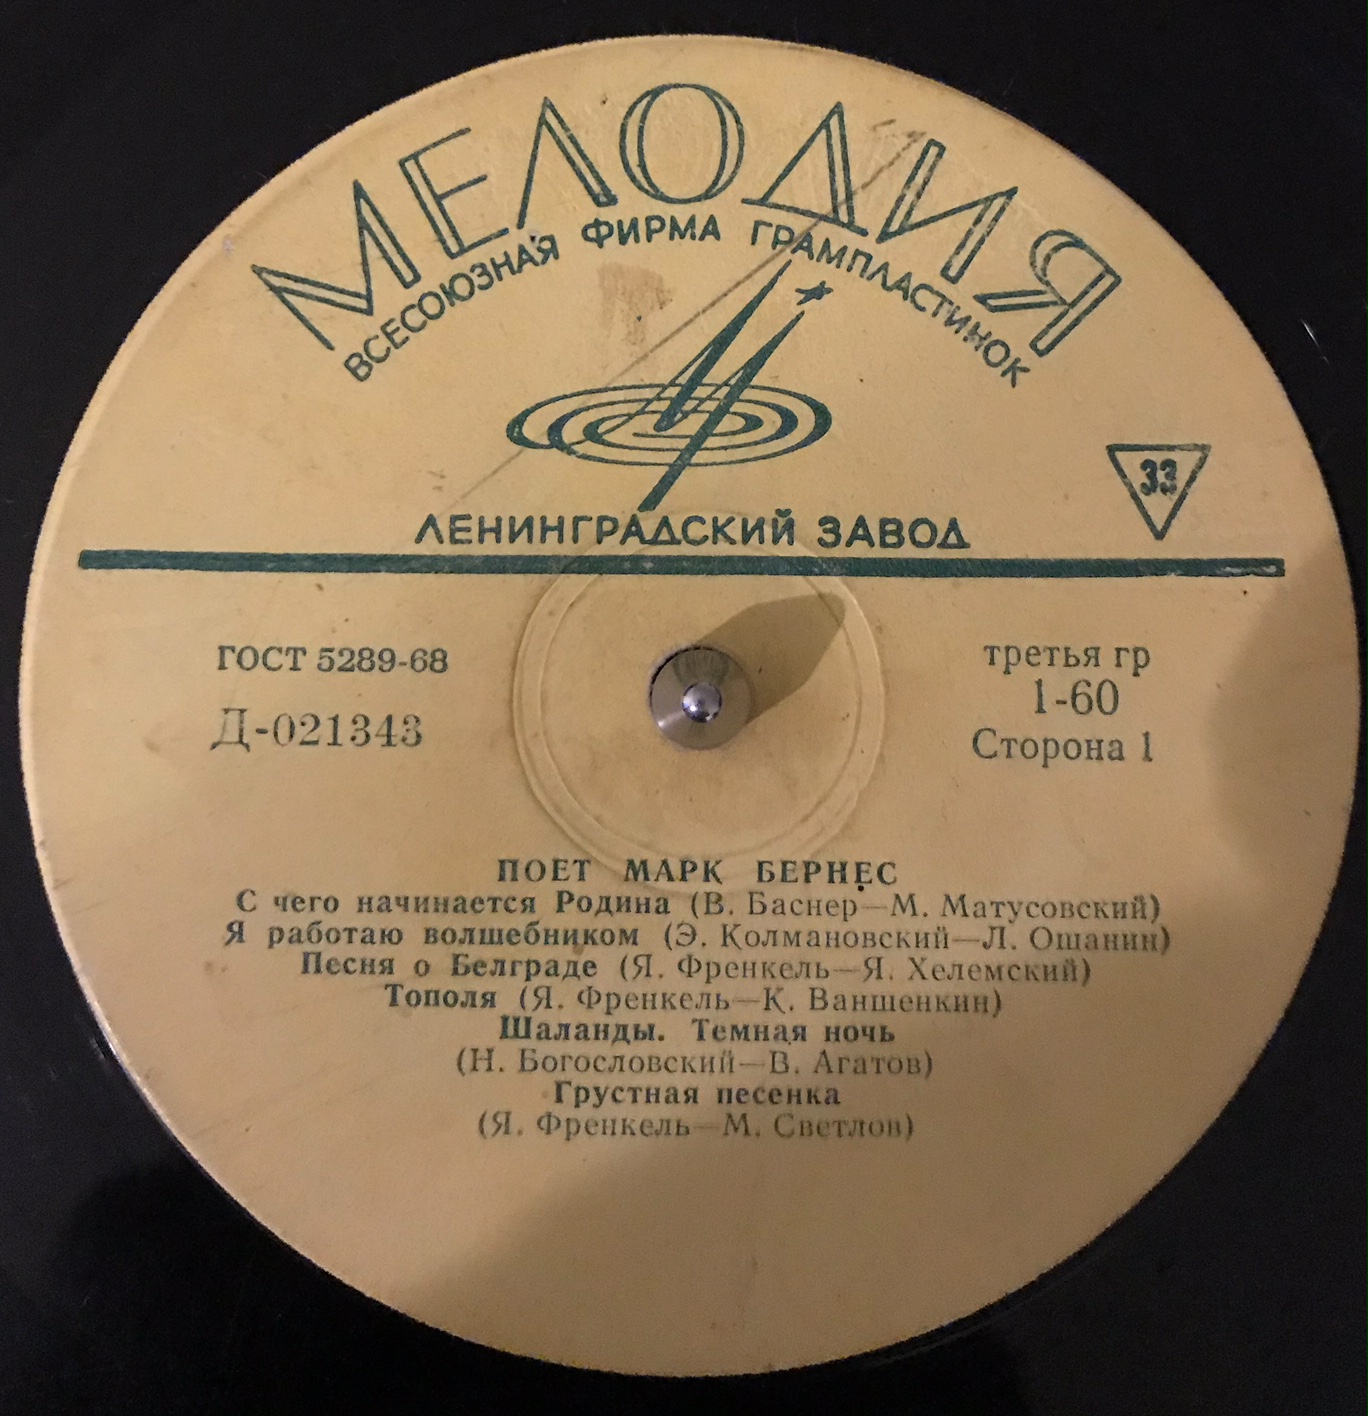 МЕЛОДИЯ
ВСЕСОЮЗНАЯ ФИРМА ГРАМПЛАСТИНОК
33
ЛЕНИНГРАДСКИЙ ЗАВОД
ГОСТ 5289-68
Д-021343
третья гр
1-60
Сторона 1
ПОЕТ МАРК БЕРНЕС
С чего начинается Родина (В. Баснер—М. Матусовский)
Я работаю волшебником (Э. Колмановский—Л. Ошанин)
Песня о Белграде (Я. Френкель—Я. Хелемский)
Тополя (Я. Френкель—К. Ваншенкин)
Шаланды. Темная ночь
(Н. Богословский—В. Агатов)
Грустная песенка
(Я. Френкель—М. Светлов)